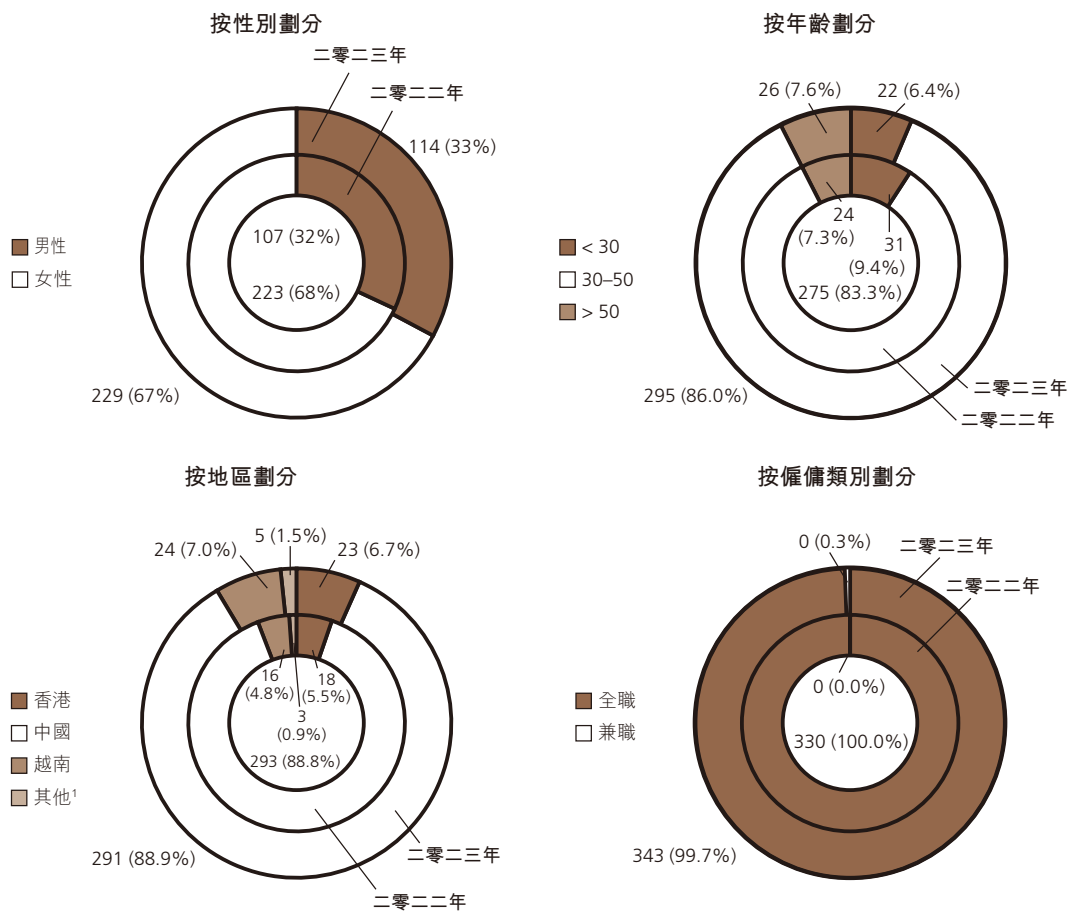 按性別劃分
二零二三年
二零二二年
114 (33%)
107 (32%)
223 (68%)
229 (67%)
男性
女性
按年齡劃分
26 (7.6%)
22 (6.4%)
24
(7.3%)
31
(9.4%)
275 (83.3%)
295 (86.0%)
二零二三年
二零二二年
< 30
30–50
> 50
按地區劃分
24 (7.0%)
5 (1.5%)
23 (6.7%)
16
(4.8%)
18
(5.5%)
3
(0.9%)
293 (88.8%)
291 (88.9%)
二零二三年
二零二二年
香港
中國
越南
其他¹
按僱傭類別劃分
0 (0.3%)
二零二三年
二零二二年
0 (0.0%)
330 (100.0%)
343 (99.7%)
全職
兼職